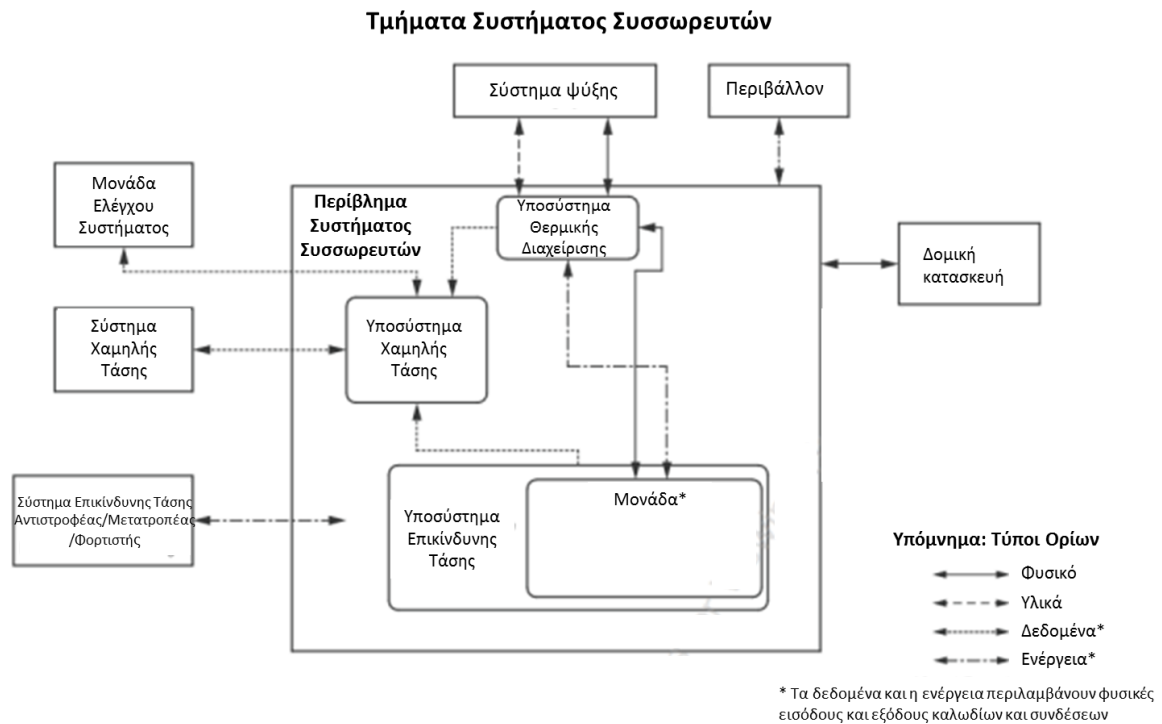 Τμήματα Συστήματος Συσσωρευτών
Σύστημα ψύξης
Περιβάλλον
Μονάδα
Ελέγχου
Συστήματος
Περίβλημα
Συστήματος
Συσσωρευτών
Υποσύστημα
Θερμικής
Διαχείρισης
Δομική
κατασκευή
Σύστημα
Χαμηλής
Τάσης
Υποσύστημα
Χαμηλής
Τάσης
Σύστημα Επικίνδυνης Τάσης
Αντιστροφέας/Μετατροπέας
/Φορτιστής
Υποσύστημα
Επικίνδυνης
Τάσης
Μονάδα*
Υπόμνημα: Τύποι Ορίων
Φυσικό
Υλικά
Δεδομένα*
Ενέργεια*
* Τα δεδομένα και η ενέργεια περιλαμβάνουν φυσικές
εισόδους και εξόδους καλωδίων και συνδέσεων